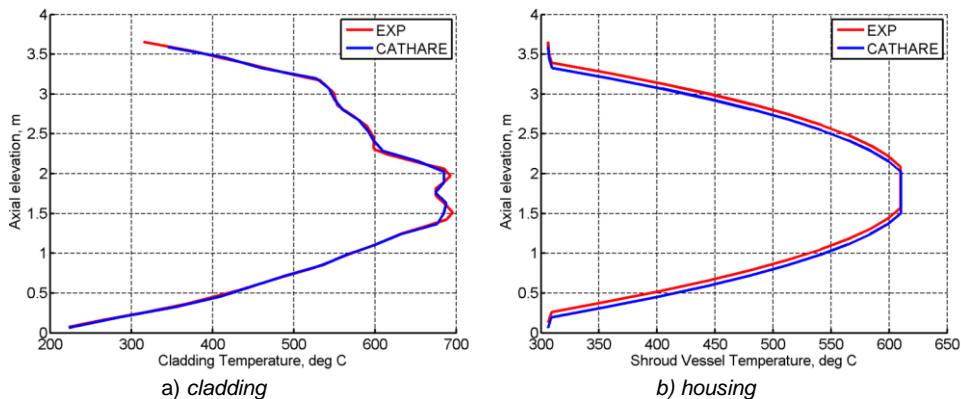 4
3.5
3
2.5
2
1.5
1
0.5
0
Axial elevation, m
EXP
CATHARE
200 300 400 500 600 700
Cladding Temperature, deg C
a) cladding
4
3.5
3
2.5
2
1.5
1
0.5
0
Axial elevation, m
EXP
CATHARE
300 350 400 450 500 550 600 650
Shroud Vessel Temperature, deg C
b) housing